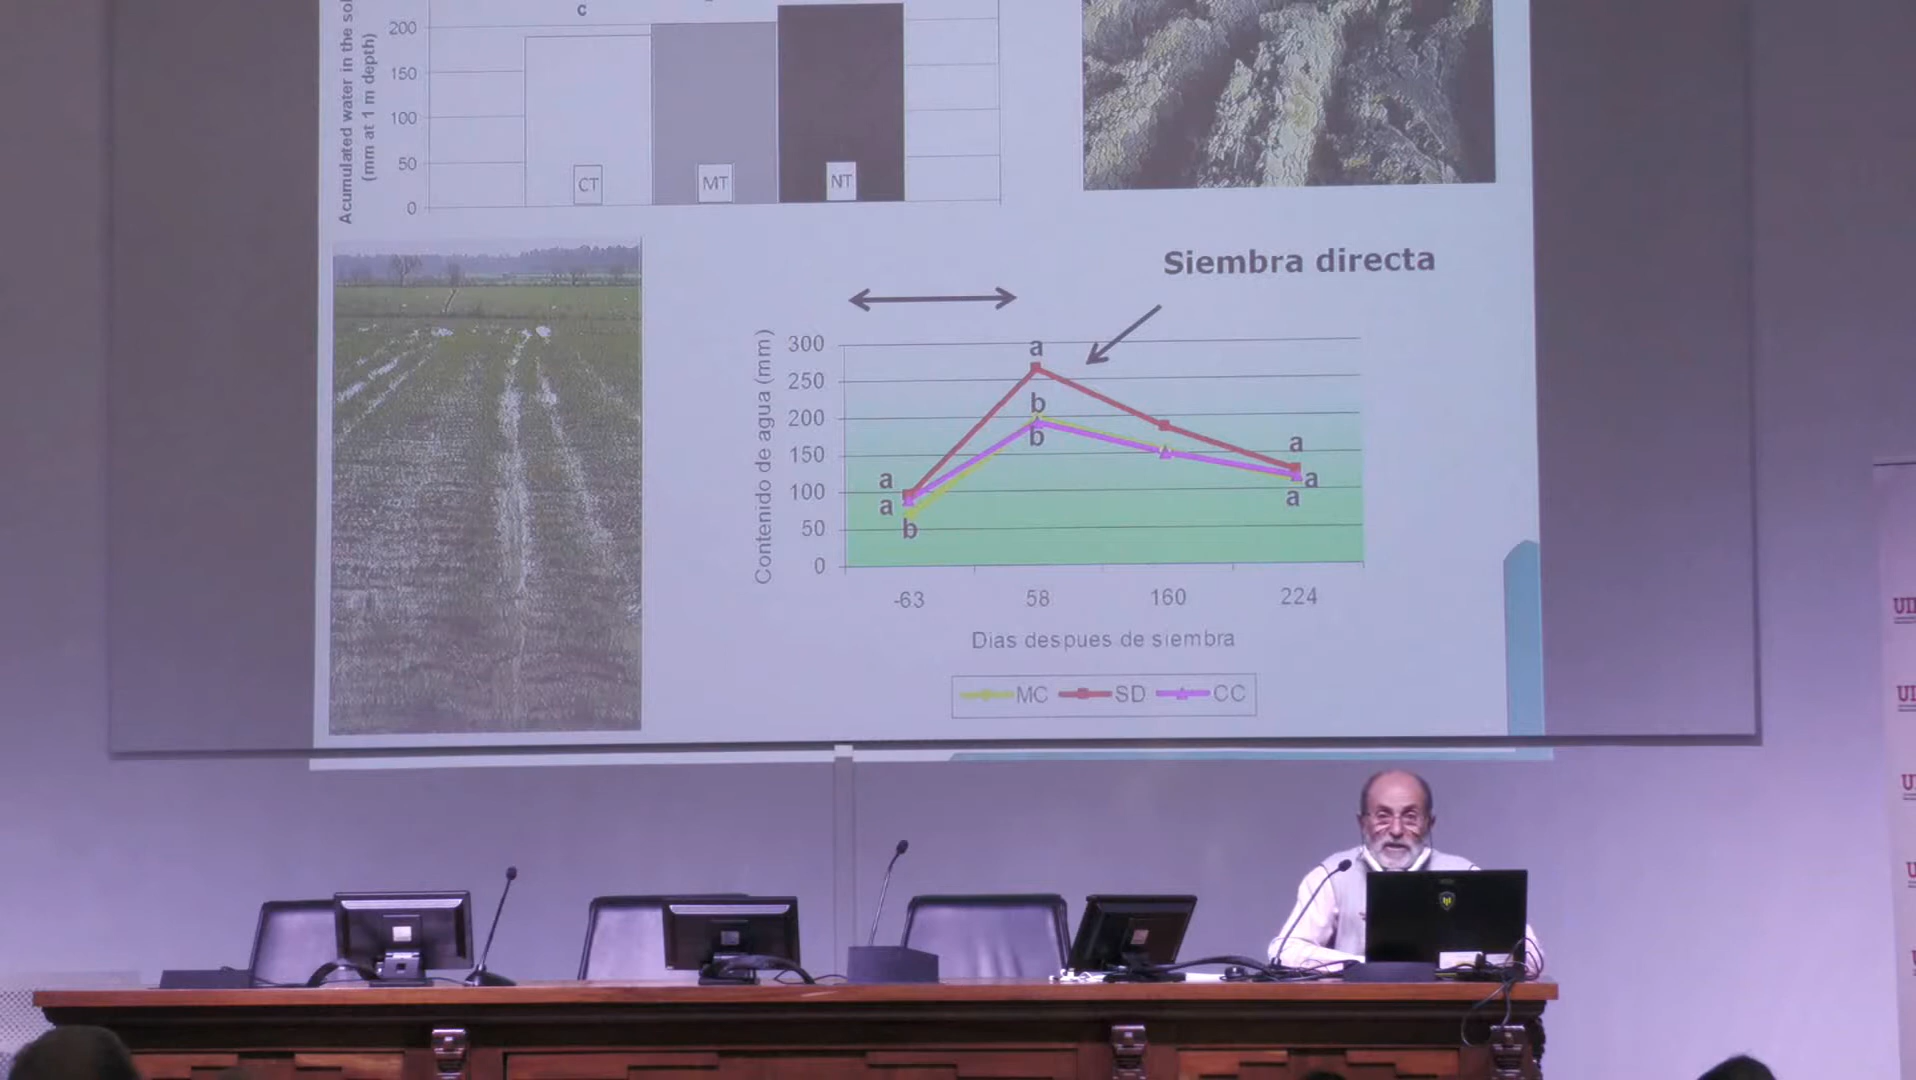 Acumulated water in the so
(mm at 1 m depth)
c
200
150
100
50
0
CT
MT
NT
Siembra directa
Contenido de agua (mm)
300
250
200
150
100
50
0
a
b
b
a
a
b
a
a
a
-63
58
160
224
Dias despues de siembra
MC SD CC